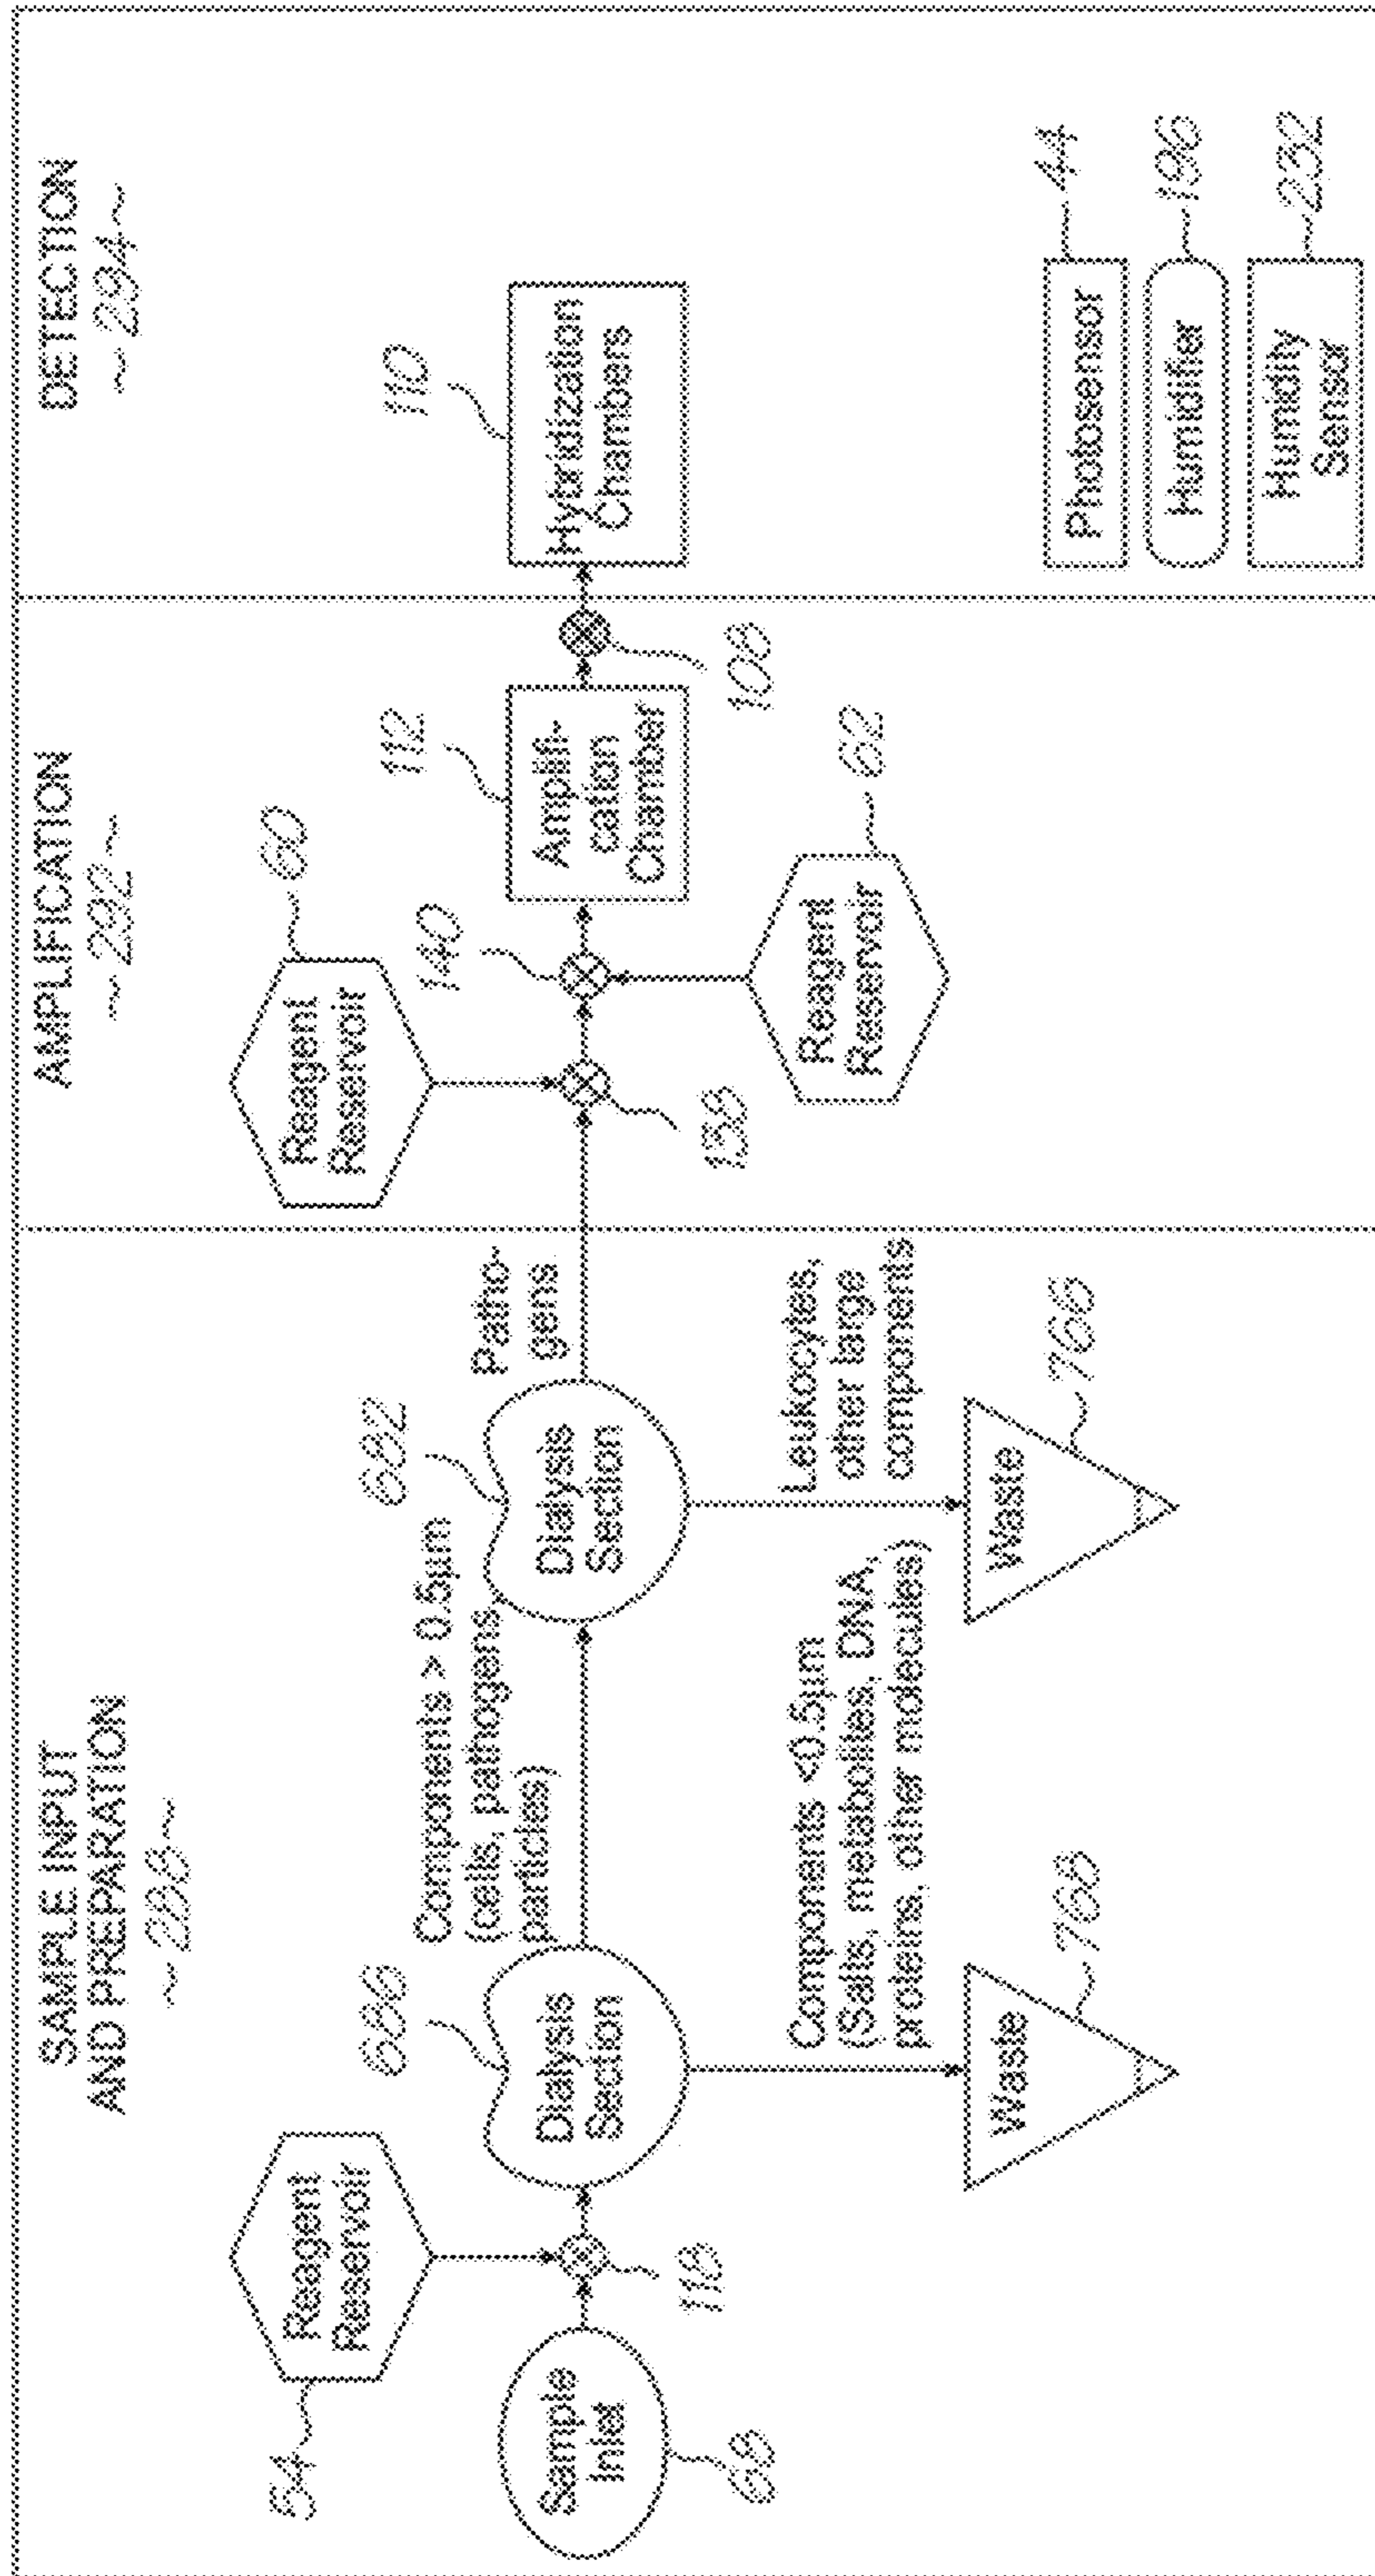 SAMPLE INPUT
AND PREPARATION
~ 288 ~
AMPLIFICATION
~ 292 ~
DETECTION
~ 294 ~
54
Reagent
Reservoir
Sample
Inlet
68
118
686
Dialysis
Section
Components > 0.5µm
(cells, pathogens,
particles)
682
Dialysis
Section
Patho-
gens
Components <0.5µm
(Salts, metabolites, DNA,
proteins, other molecules)
Waste
768
Leukocytes,
other large
components
Waste
766
60
Reagent
Reservoir
138
140
Reagent
Reservoir
62
112
Amplifi-
cation
Chamber
108
110
Hybridization
Chambers
Photosensor
44
Humidifier
196
Humidity
Sensor
232